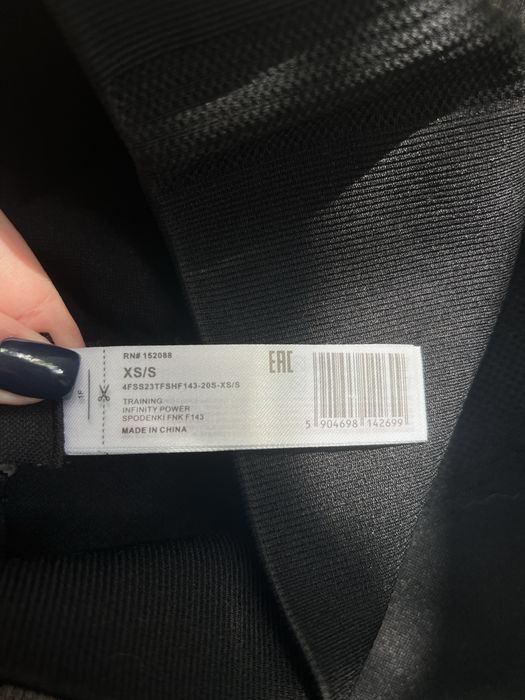 RN# 152088
XS/S
4FSS23TFSHF143-20S-XS/S
TRAINING
INFINITY POWER
SPODENKI FNK F143
MADE IN CHINA
EAC
5 904698 142699